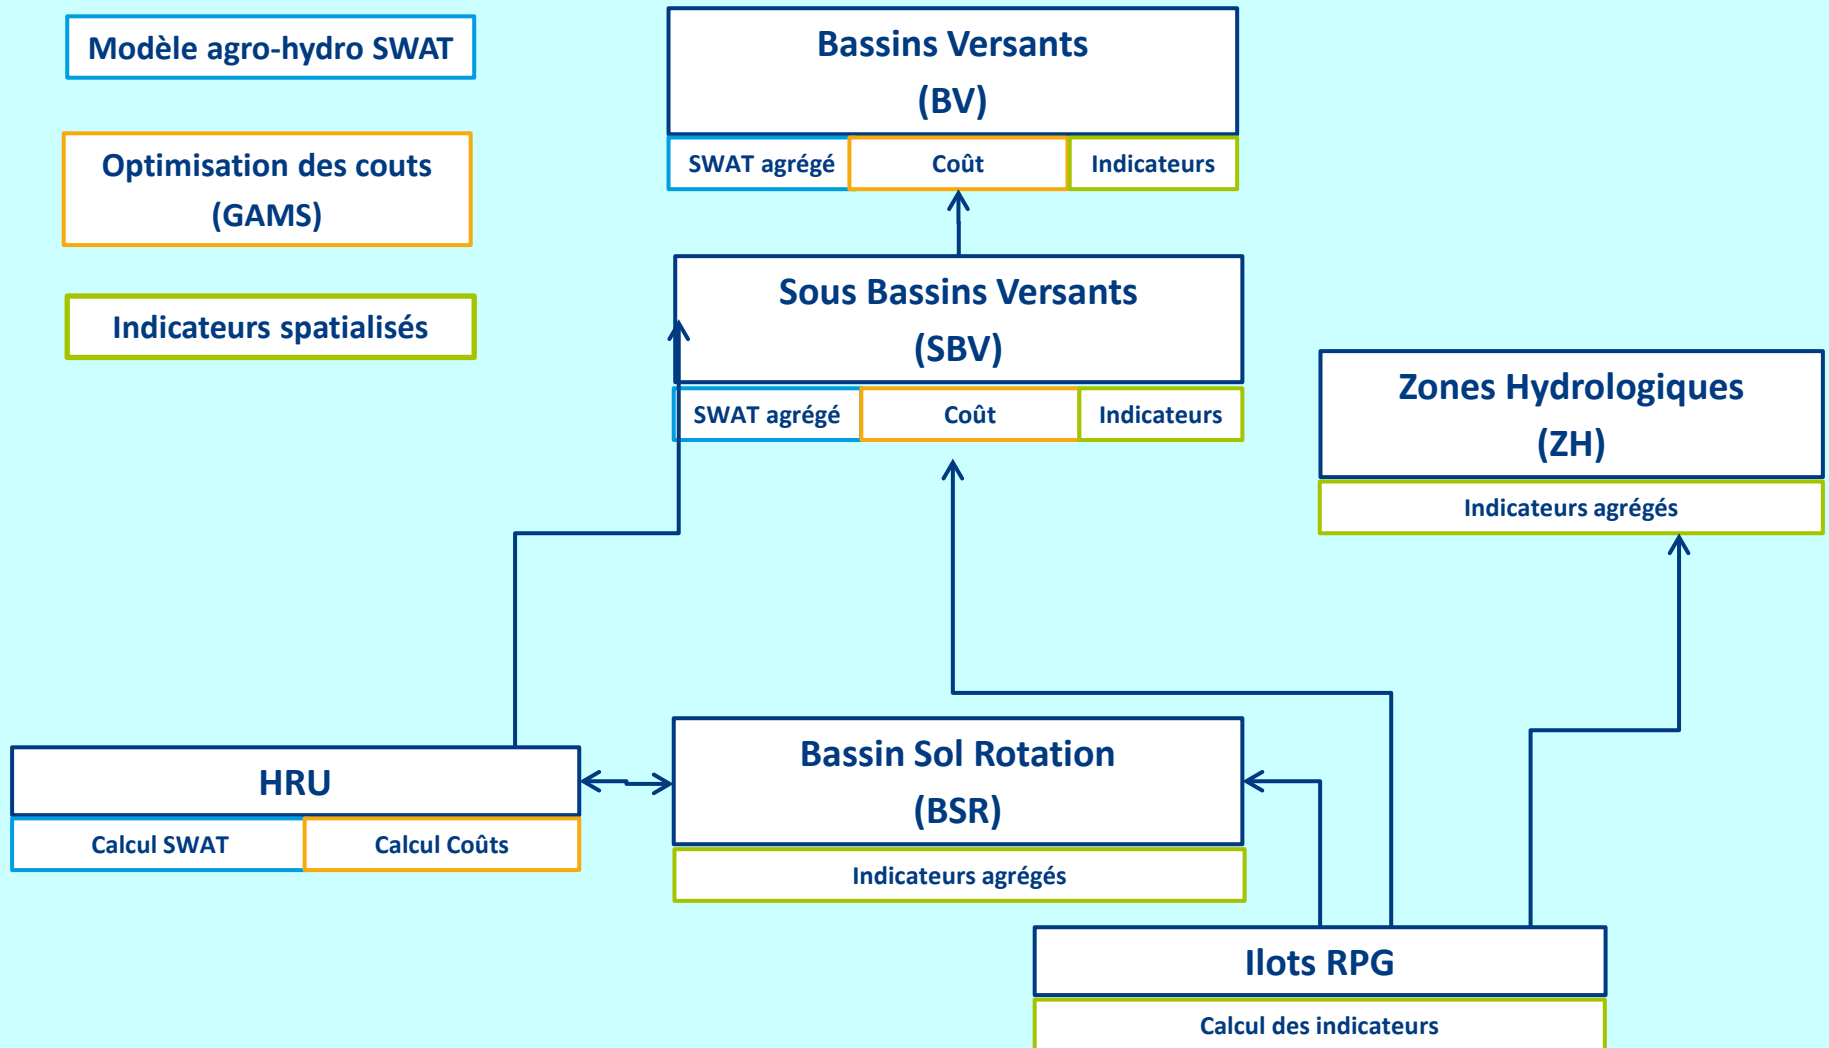 Modèle agro-hydro SWAT
Optimisation des couts
(GAMS)
Indicateurs spatialisés
Bassins Versants
(BV)
SWAT agrégé
Coût
Indicateurs
Sous Bassins Versants
(SBV)
SWAT agrégé
Coût
Indicateurs
Zones Hydrologiques
(ZH)
Indicateurs agrégés
HRU
Calcul SWAT
Calcul Coûts
Bassin Sol Rotation
(BSR)
Indicateurs agrégés
Ilots RPG
Calcul des indicateurs